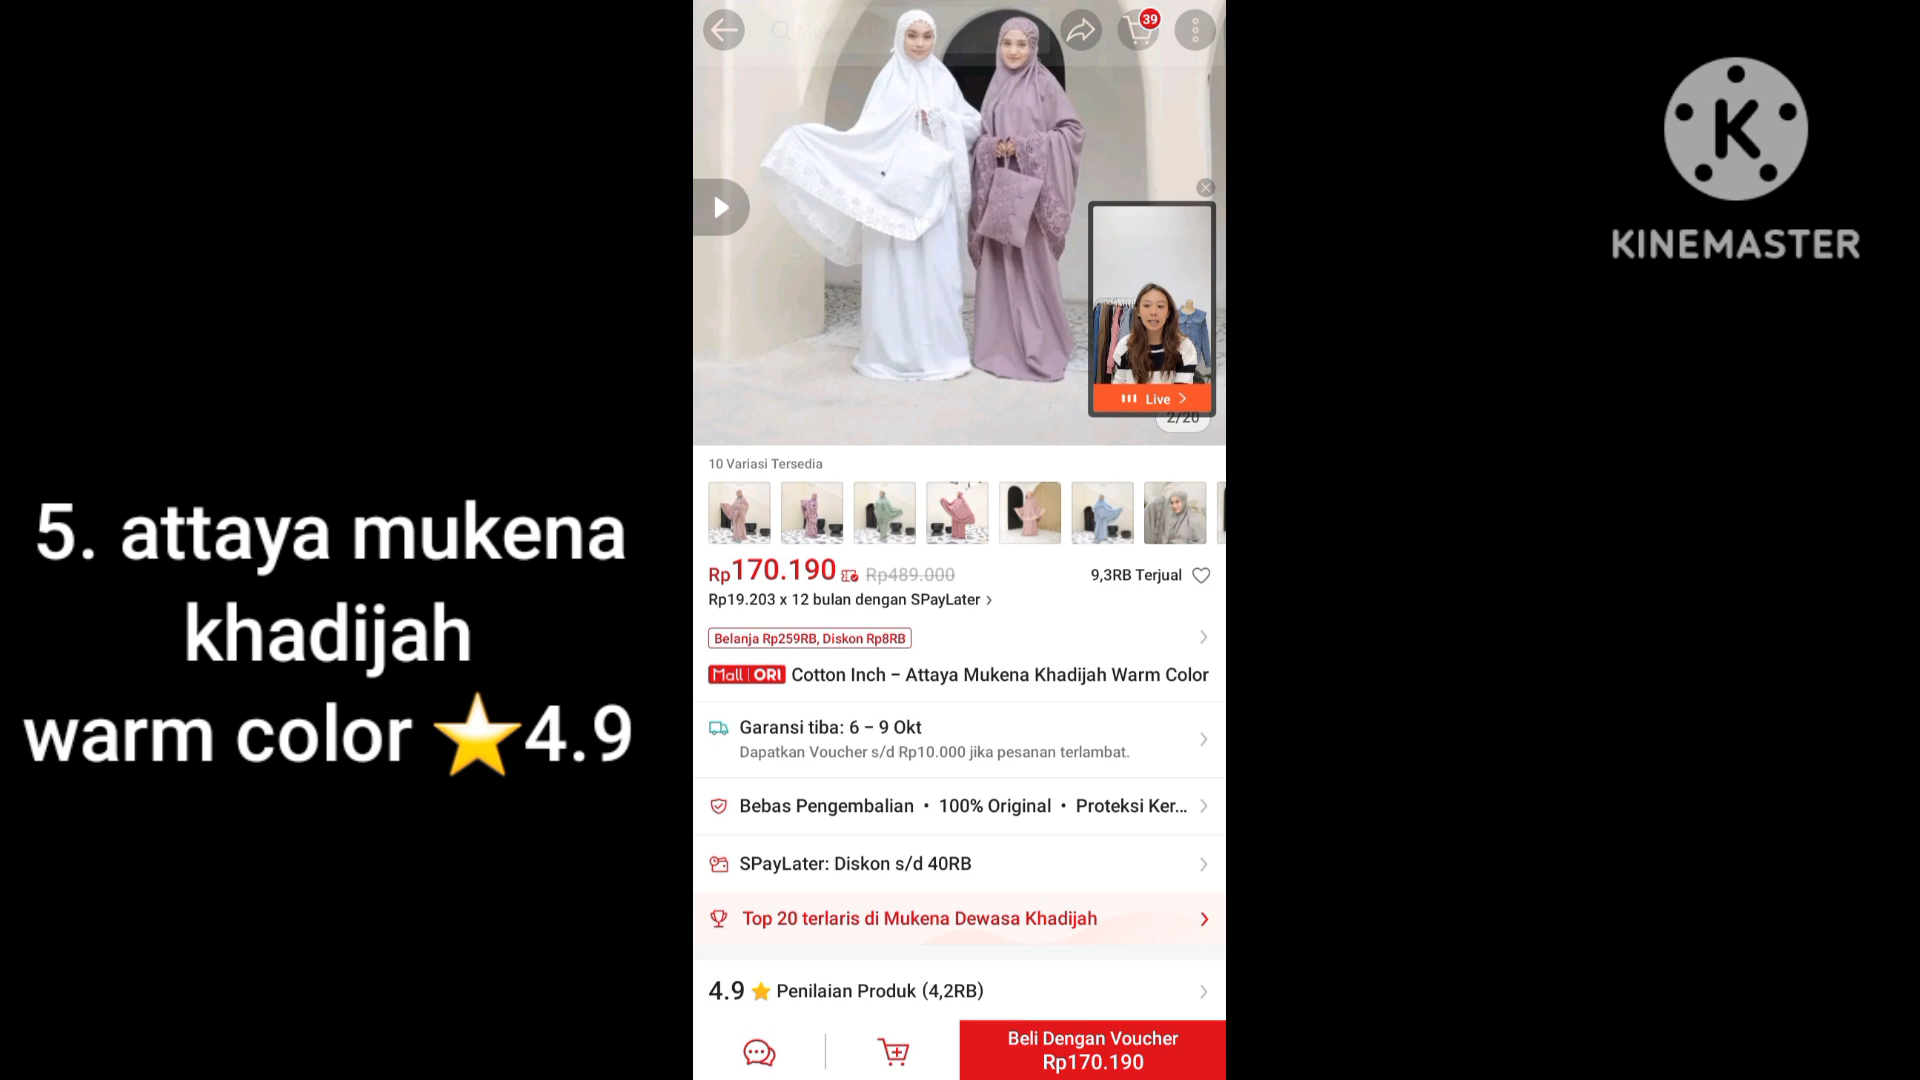 39
K
KINEMASTER
Live
2/20
10 Variasi Tersedia
Rp170.190 Rp489.000 9,3RB Terjual
Rp19.203 x 12 bulan dengan SPayLater
Belanja Rp259RB, Diskon Rp8RB
Mall | ORI Cotton Inch – Attaya Mukena Khadijah Warm Color
Garansi tiba: 6 – 9 Okt
Dapatkan Voucher s/d Rp10.000 jika pesanan terlambat.
Bebas Pengembalian • 100% Original • Proteksi Ker...
SPayLater: Diskon s/d 40RB
Top 20 terlaris di Mukena Dewasa Khadijah
4.9 ⭐ Penilaian Produk (4,2RB)
Beli Dengan Voucher
Rp170.190
5. attaya mukena
khadijah
warm color ⭐4.9